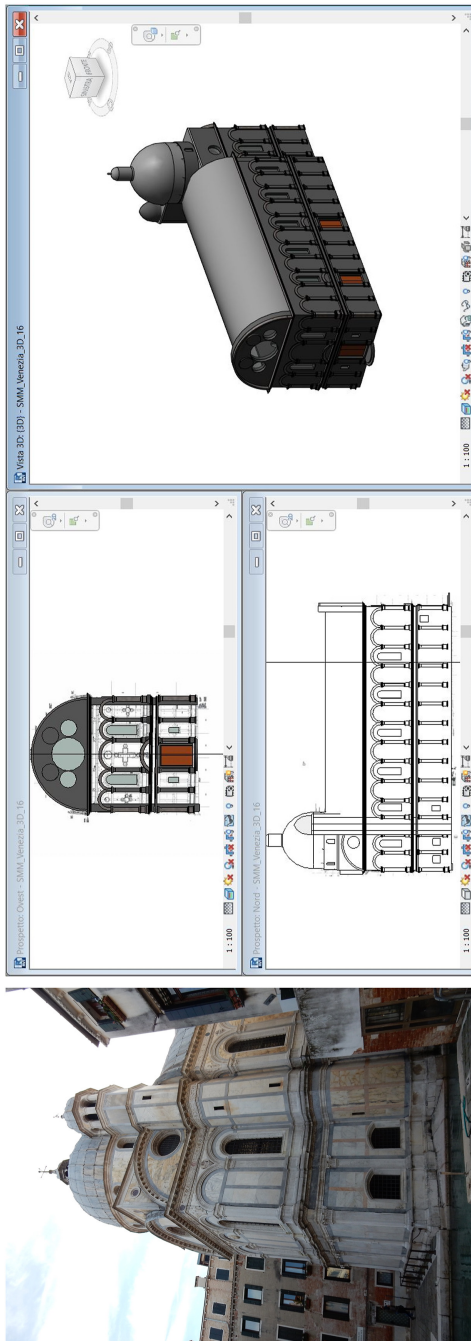 Prospetto: Ovest - SMM_Venezia_3D_16
1 : 100
Prospetto: Nord - SMM_Venezia_3D_16
1 : 100
Vista 3D: {3D} - SMM_Venezia_3D_16
1 : 100